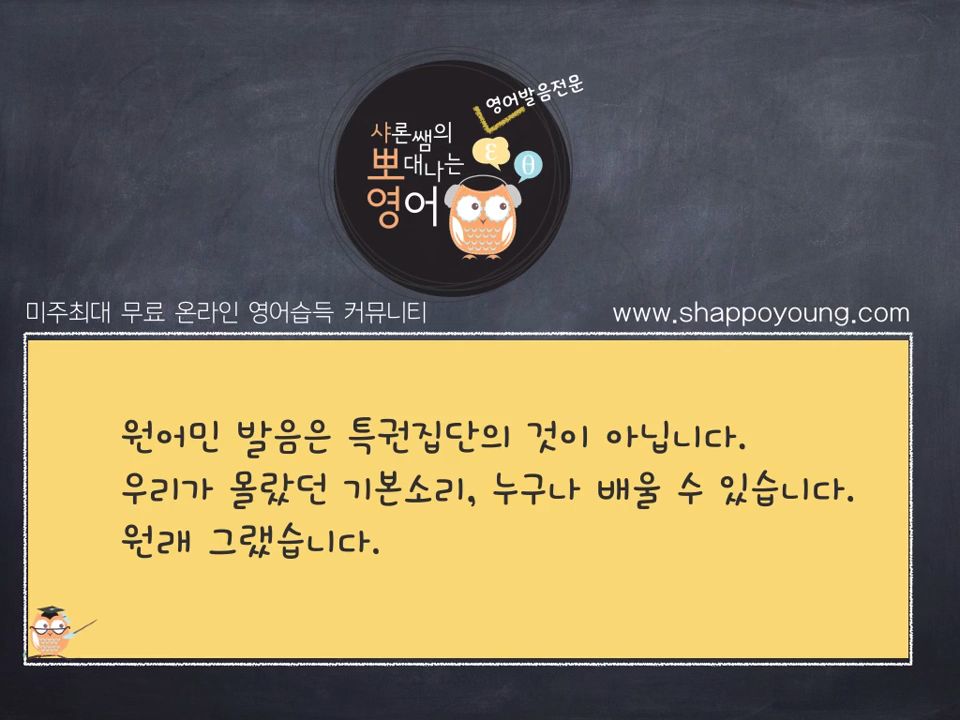 영어발음전문
샤론쌤의
뽀대나는
영어
ε
θ
미주최대 무료 온라인 영어습득 커뮤니티
www.shappoyoung.com
원어민 발음은 특권집단의 것이 아닙니다.
우리가 몰랐던 기본소리, 누구나 배울 수 있습니다.
원래 그랬습니다.